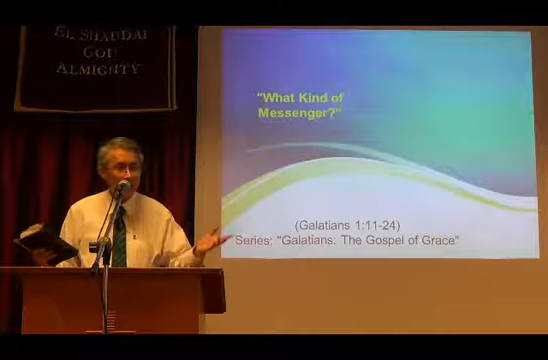 EL SHADDAI
GOD
ALMIGHTY
"What Kind of
Messenger?"
(Galatians 1:11-24)
Series: "Galatians: The Gospel of Grace"